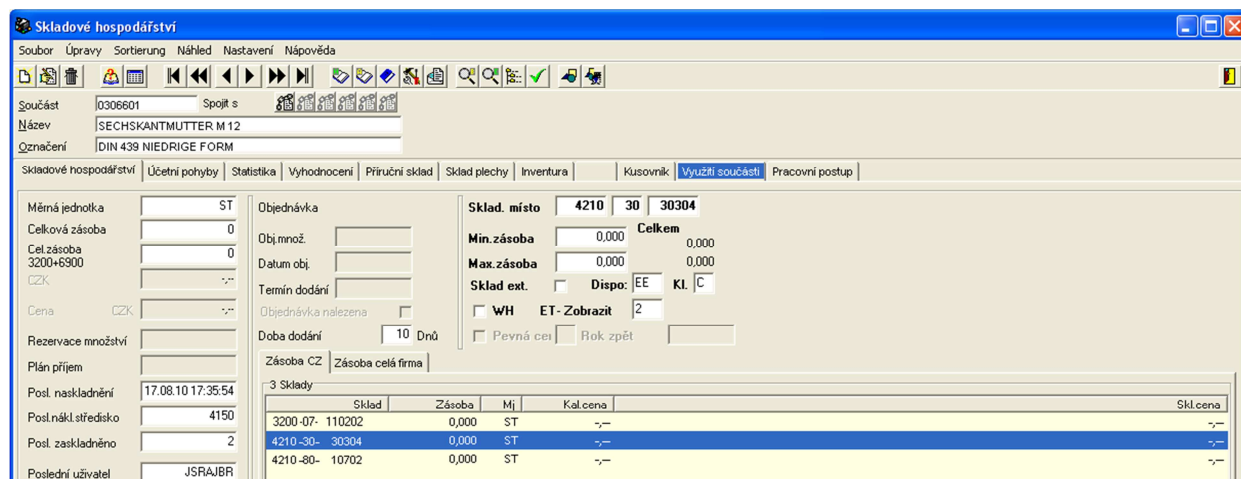 Skladové hospodářství
Soubor Úpravy Sortierung Náhled Nastavení Nápověda
Součást 0306601 Spojit s
Název SECHSKANTMUTTER M 12
Označení DIN 439 NIEDRIGE FORM
Skladové hospodářství Účetní pohyby Statistika Vyhodnocení Příruční sklad Sklad plechy Inventura Kusovník Využití součásti Pracovní postup
Měrná jednotka ST
Celková zásoba 0
Cel.zásoba
3200+6900 0
CZK -,--
Cena CZK -,--
Rezervace množství
Plán příjem
Posl. naskladnění 17.08.10 17:35:54
Posl.nákl.středisko 4150
Posl. zaskladněno 2
Poslední uživatel JSRAJBR
Objednávka
Obj.množ.
Datum obj.
Termín dodání
Objednávka nalezena
Doba dodání 10 Dnů
Sklad. místo 4210 30 30304
Celkem
Min.zásoba 0,000 0,000
Max.zásoba 0,000 0,000
Sklad ext. Dispo: EE Kl. C
WH ET- Zobrazit 2
Pevná cei Rok zpět
Zásoba CZ Zásoba celá firma
3 Sklady
Sklad Zásoba Mj Kal.cena Skl.cena
3200-07- 110202 0,000 ST -,-- -,--
4210-30- 30304 0,000 ST -,-- -,--
4210-80- 10702 0,000 ST -,-- -,--